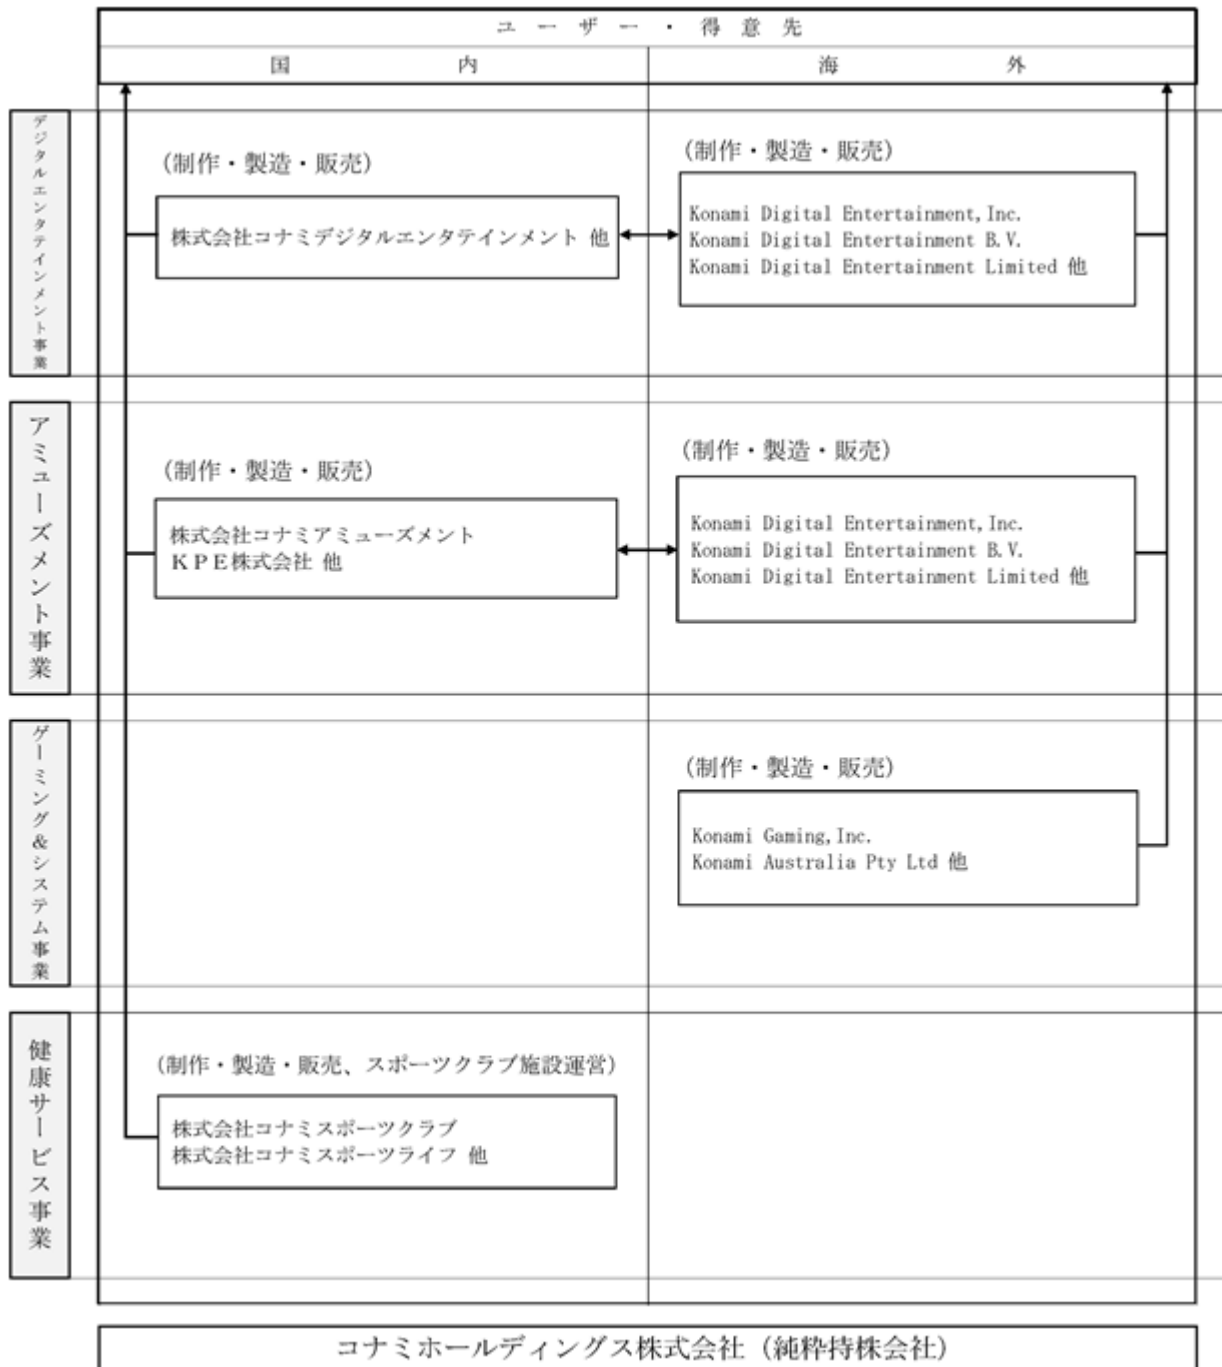 ユーザー・得意先
国内
海外
デジタルエンタテインメント事業
(制作・製造・販売)
株式会社コナミデジタルエンタテインメント 他
(制作・製造・販売)
Konami Digital Entertainment,Inc.
Konami Digital Entertainment B.V.
Konami Digital Entertainment Limited 他
アミューズメント事業
(制作・製造・販売)
株式会社コナミアミューズメント
KPE株式会社 他
(制作・製造・販売)
Konami Digital Entertainment,Inc.
Konami Digital Entertainment B.V.
Konami Digital Entertainment Limited 他
ゲーミング&システム事業
(制作・製造・販売)
Konami Gaming,Inc.
Konami Australia Pty Ltd 他
健康サービス事業
(制作・製造・販売、スポーツクラブ施設運営)
株式会社コナミスポーツクラブ
株式会社コナミスポーツライフ 他
コナミホールディングス株式会社(純粋持株会社)